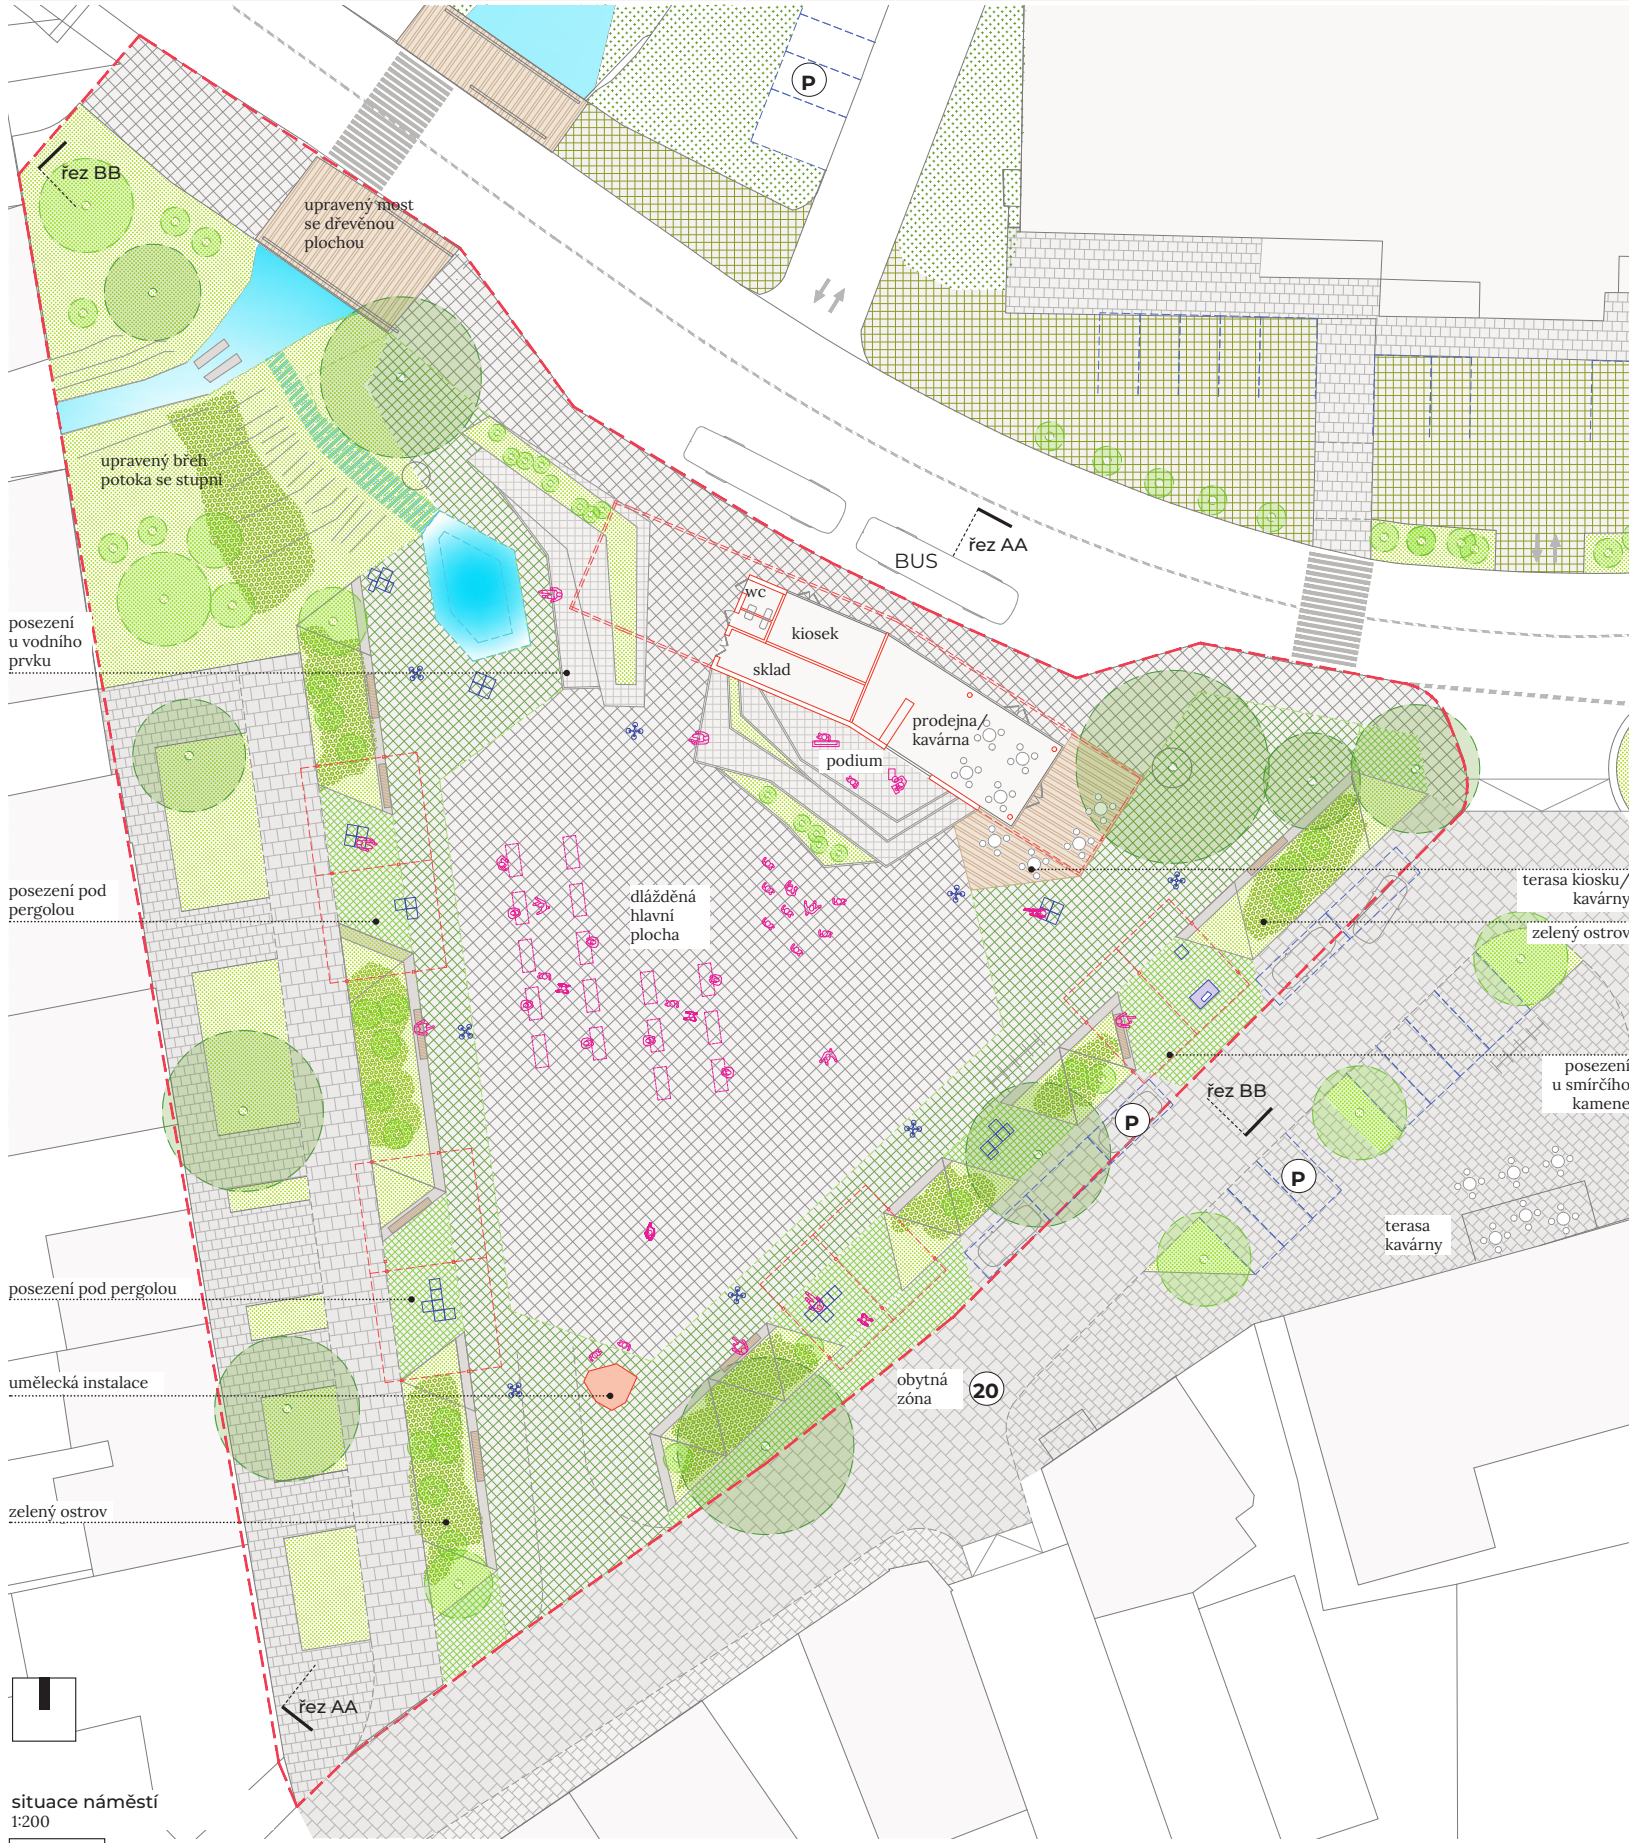 P
řez BB
upravený most
se dřevěnou
plochou
upravený břeh
potoka se stupni
řez AA
BUS
wc
kiosek
sklad
posezení
u vodního
prvku
prodejna/
kavárna
podium
posezení pod
pergolou
dlážděná
hlavní
plocha
terasa kiosku/
kavárny
zelený ostrov
posezení
u smírčího
kamene
řez BB
P
P
terasa
kavárny
posezení pod pergolou
umělecká instalace
obytná
zóna
20
zelený ostrov
řez AA
situace náměstí
1:200